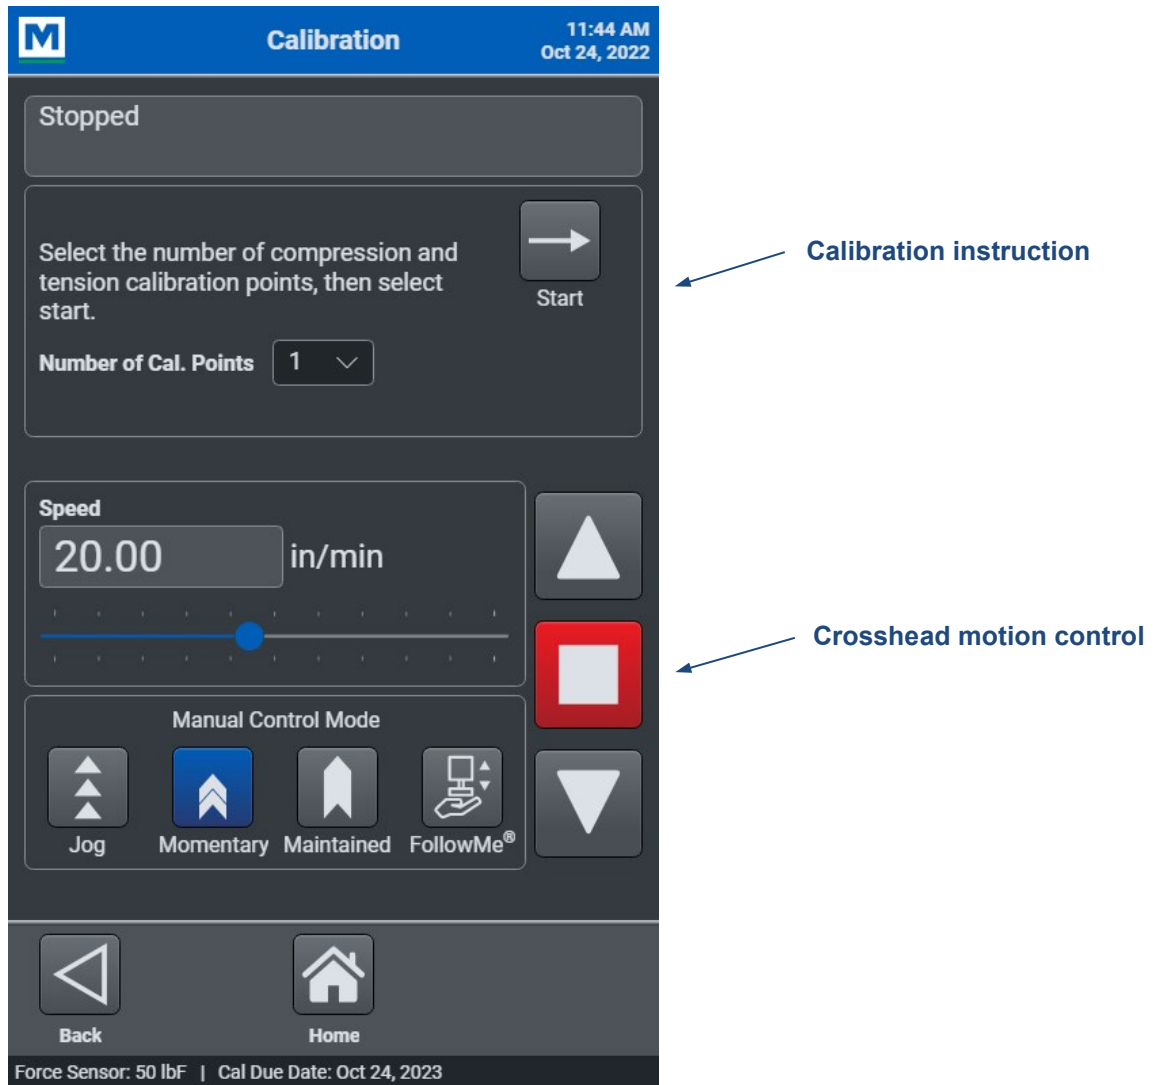 M
Calibration
11:44 AM
Oct 24, 2022
Stopped
Select the number of compression and
tension calibration points, then select
start.
Start
Number of Cal. Points 1
Calibration instruction
Speed
20.00 in/min
Crosshead motion control
Manual Control Mode
Jog Momentary Maintained FollowMe®
Back Home
Force Sensor: 50 lbF | Cal Due Date: Oct 24, 2023